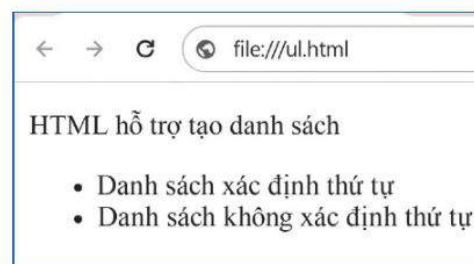 file:///ul.html
HTML hỗ trợ tạo danh sách
• Danh sách xác định thứ tự
• Danh sách không xác định thứ tự